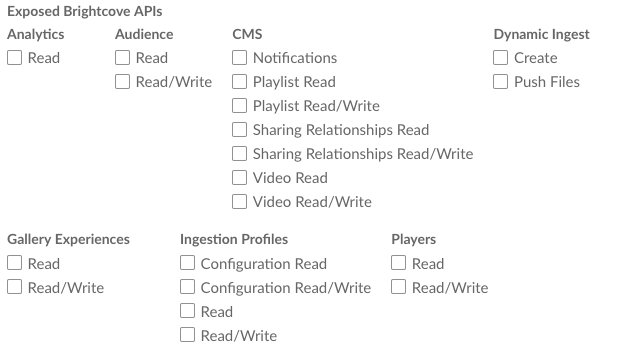 Exposed Brightcove APIs
Analytics
Read
Audience
Read
Read/Write
CMS
Notifications
Playlist Read
Playlist Read/Write
Sharing Relationships Read
Sharing Relationships Read/Write
Video Read
Video Read/Write
Dynamic Ingest
Create
Push Files
Gallery Experiences
Read
Read/Write
Ingestion Profiles
Configuration Read
Configuration Read/Write
Read
Read/Write
Players
Read
Read/Write